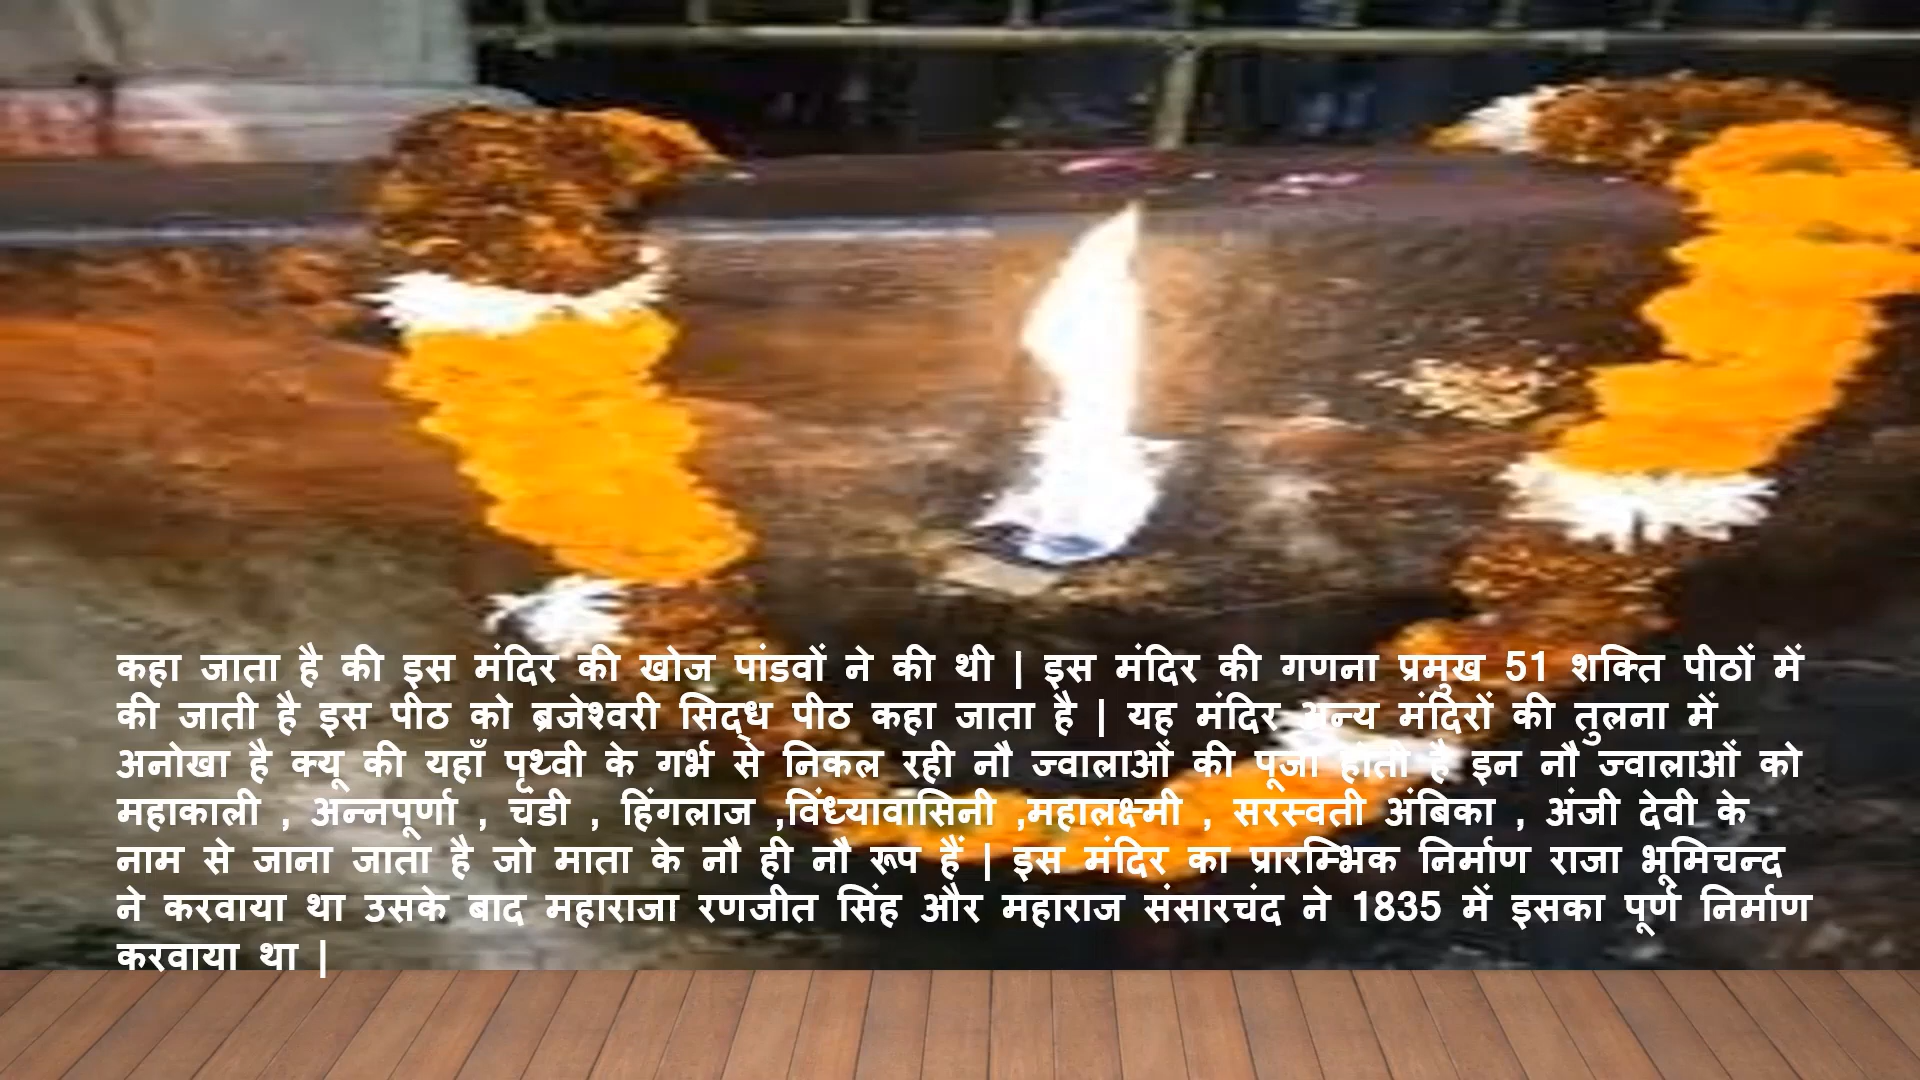 कहा जाता है की इस मंदिर की खोज पांडवों ने की थी | इस मंदिर की गणना प्रमुख 51 शक्ति पीठों में
की जाती है इस पीठ को ब्रजेश्वरी सिद्ध पीठ कहा जाता है | यह मंदिर अन्य मंदिरों की तुलना में
अनोखा है क्यू की यहाँ पृथ्वी के गर्भ से निकल रही नौ ज्वालाओं की पूजा होती है इन नौ ज्वालाओं को
महाकाली , अन्नपूर्णा , चंडी , हिंगलाज ,विंध्यावासिनी ,महालक्ष्मी , सरस्वती अंबिका , अंजी देवी के
नाम से जाना जाता है जो माता के नौ ही नौ रूप हैं | इस मंदिर का प्रारम्भिक निर्माण राजा भूमिचन्द
ने करवाया था उसके बाद महाराजा रणजीत सिंह और महाराज संसारचंद ने 1835 में इसका पूर्ण निर्माण
करवाया था |